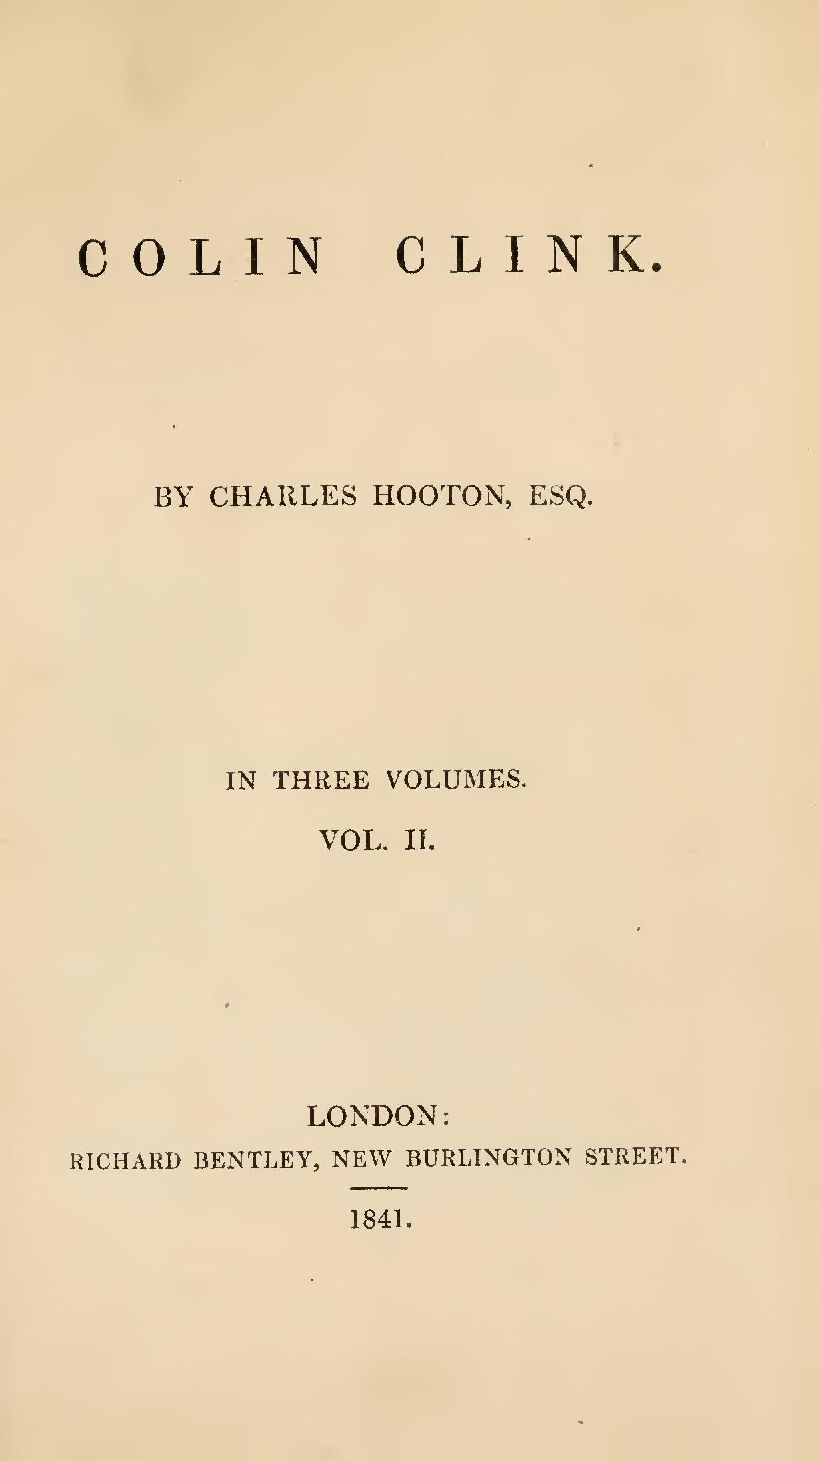 COLIN CLINK.
BY CHARLES HOOTON, ESQ.
IN THREE VOLUMES.
VOL. II.
LONDON:
RICHARD BENTLEY, NEW BURLINGTON STREET.
1841.